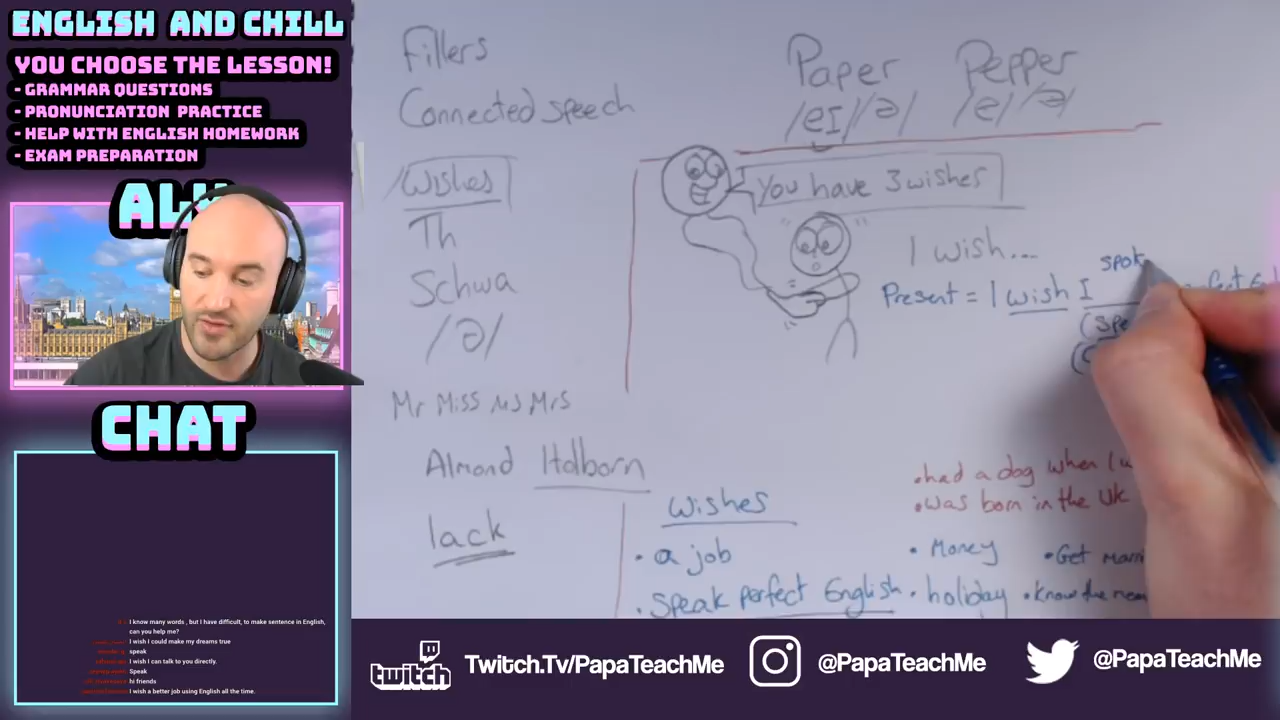 ENGLISH AND CHILL
YOU CHOOSE THE LESSON!
- GRAMMAR QUESTIONS
- PRONUNCIATION PRACTICE
- HELP WITH ENGLISH HOMEWORK
- EXAM PREPARATION
CHAT
I know many words , but I have difficult, to make sentence in English,
can you help me?
I wish I could make my dreams true
speak
I wish I can talk to you directly.
Speak
hi friends
I wish a better job using English all the time.
Fillers
Connected speech
Wishes
Th
Schwa
/ə/
Mr Miss Ms Mrs
Almond Holborn
lack
Paper Pepper
/eɪ/ /ə/ /e/ /ə/
You have 3 wishes
I wish...
spok
Present = I wish I
(spe
• had a dog when I w
• was born in the UK
Wishes
• a job
• Speak perfect English
• Money
• holiday
• Get marri
• Know the
Twitch.Tv/PapaTeachMe
twitch
@PapaTeachMe
@PapaTeachMe